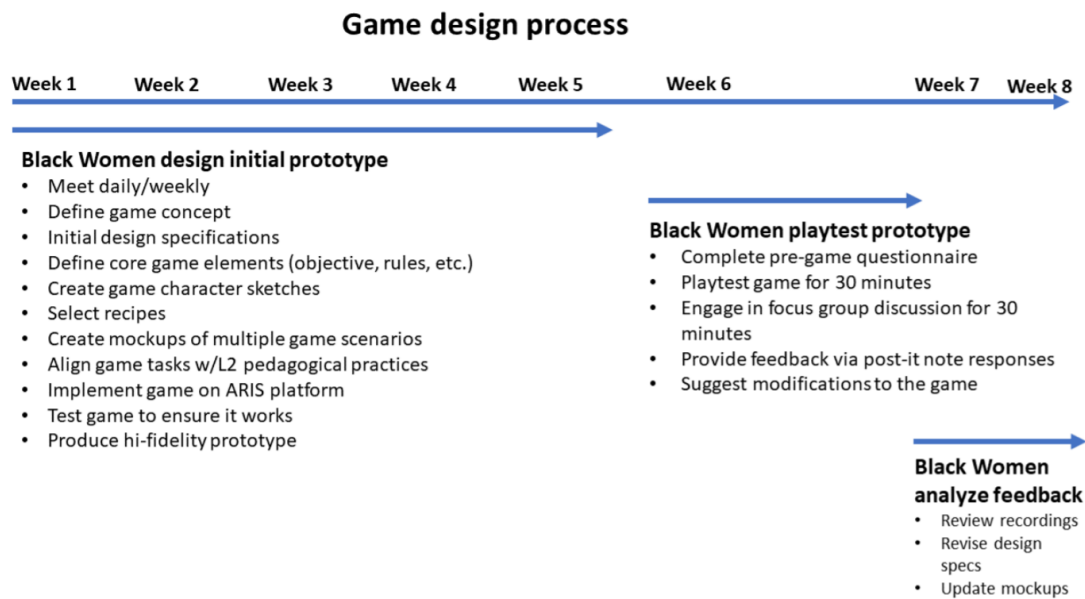 Game design process
Week 1 Week 2 Week 3 Week 4 Week 5 Week 6 Week 7 Week 8
Black Women design initial prototype
• Meet daily/weekly
• Define game concept
• Initial design specifications
• Define core game elements (objective, rules, etc.)
• Create game character sketches
• Select recipes
• Create mockups of multiple game scenarios
• Align game tasks w/L2 pedagogical practices
• Implement game on ARIS platform
• Test game to ensure it works
• Produce hi-fidelity prototype
Black Women playtest prototype
• Complete pre-game questionnaire
• Playtest game for 30 minutes
• Engage in focus group discussion for 30
minutes
• Provide feedback via post-it note responses
• Suggest modifications to the game
Black Women
analyze feedback
• Review recordings
• Revise design
specs
• Update mockups